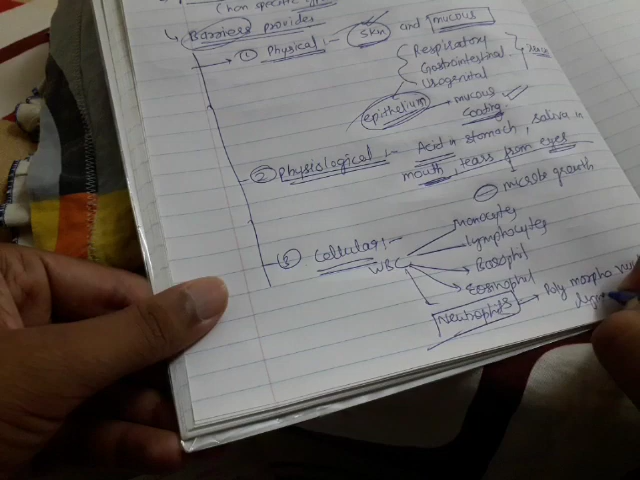 (non specific
↳ Barriers provides
→ ① Physical :- Skin and mucous
Respiratory
Gastrointestinal
Urogenital
epithelium → mucous
coating
② Physiological :- Acid in stomach, saliva in
mouth, tears from eyes
⊖ microbe growth
③ Cellular :-
WBC
Monocytes
Lymphocytes
Basophil
Eosinophil
Neutrophils → Poly morpho nu